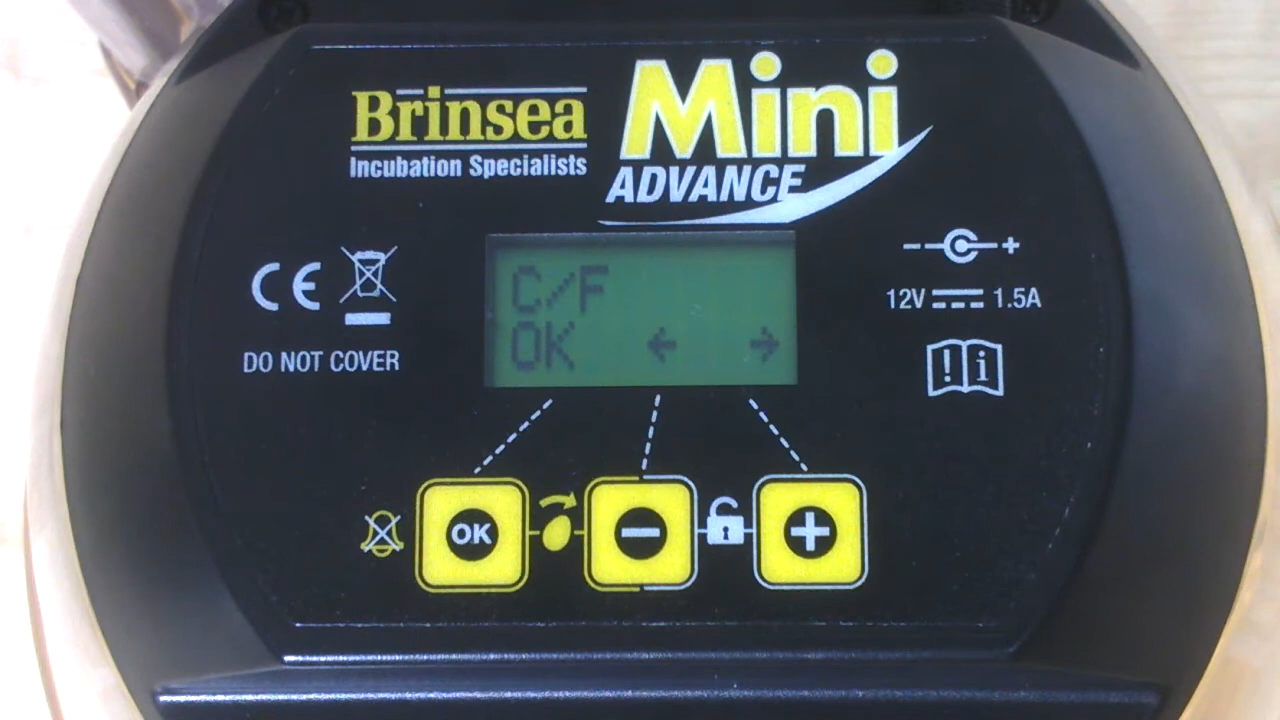 Brinsea
Incubation Specialists
Mini
ADVANCE
CE
DO NOT COVER
C/F
OK ← →
- +
12V 1.5A
! i
OK - +